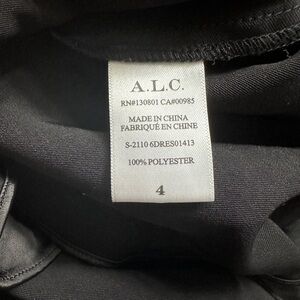 A.L.C.
RN#130801 CA#00985
MADE IN CHINA
FABRIQUÉ EN CHINE
S-2110 6DRES01413
100% POLYESTER
4